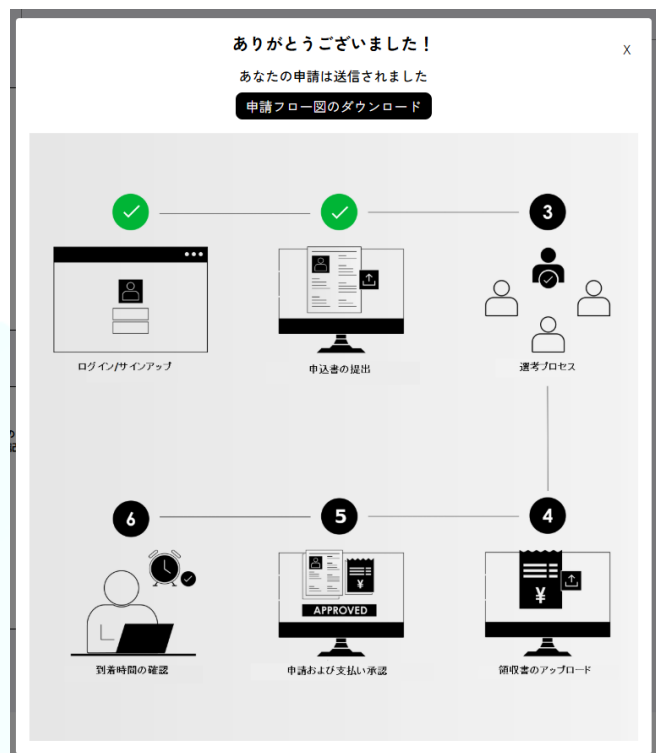 ありがとうございました！
X
あなたの申請は送信されました
申請フロー図のダウンロード
3
ログイン/サインアップ
申込書の提出
選考プロセス
6
5
4
¥
¥
APPROVED
到着時間の確認
申請および支払い承認
領収書のアップロード